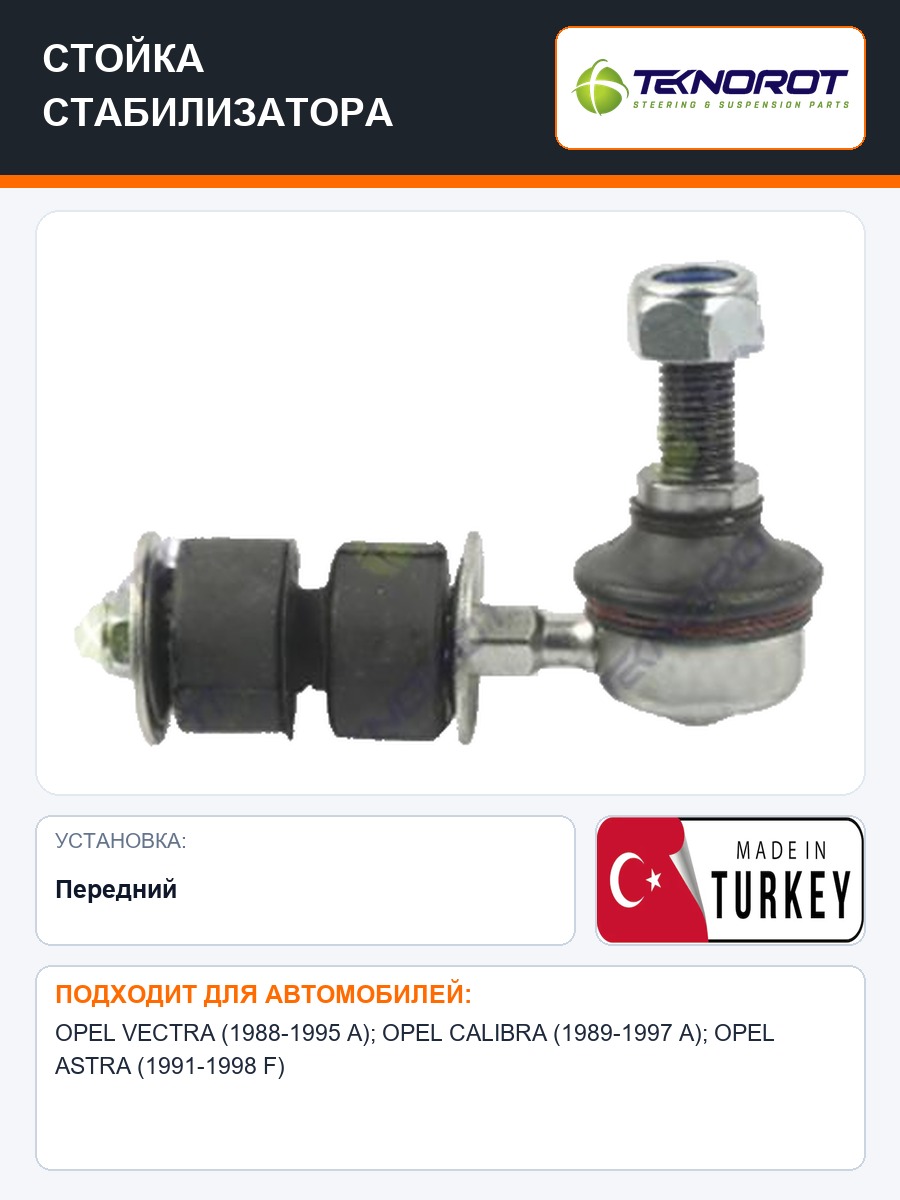 СТОЙКА
СТАБИЛИЗАТОРА
TEKNOROT
STEERING & SUSPENSION PARTS
УСТАНОВКА:
Передний
MADE IN
TURKEY
ПОДХОДИТ ДЛЯ АВТОМОБИЛЕЙ:
OPEL VECTRA (1988-1995 A); OPEL CALIBRA (1989-1997 A); OPEL
ASTRA (1991-1998 F)